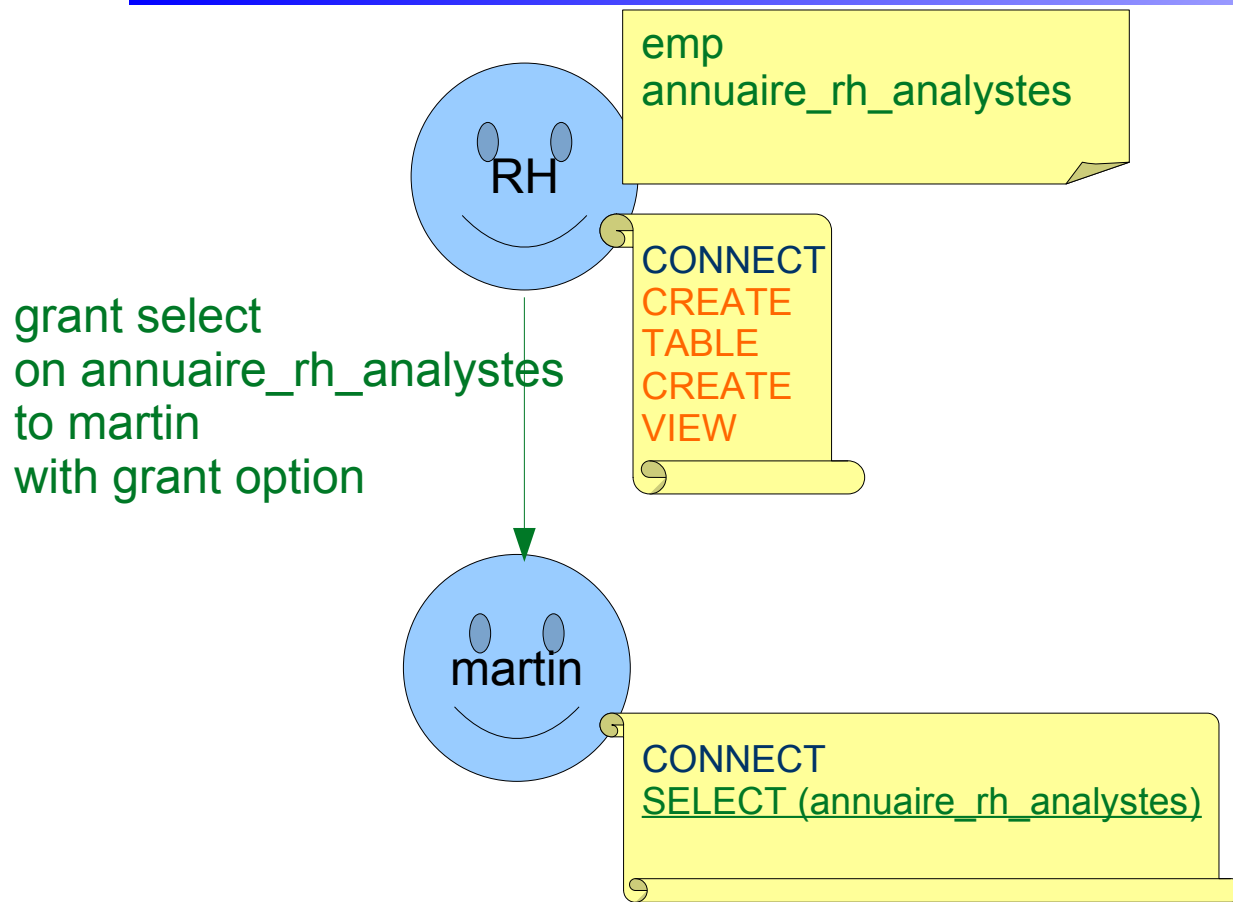 emp
annuaire_rh_analystes
RH
CONNECT
CREATE
TABLE
CREATE
VIEW
grant select
on annuaire_rh_analystes
to martin
with grant option
martin
CONNECT
SELECT (annuaire_rh_analystes)